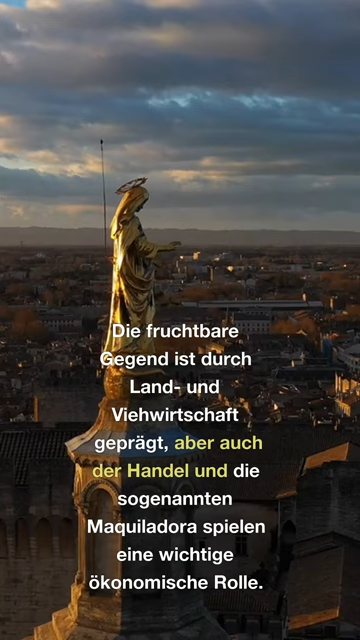 Die fruchtbare
Gegend ist durch
Land- und
Viehwirtschaft
geprägt, aber auch
der Handel und die
sogenannten
Maquiladora spielen
eine wichtige
ökonomische Rolle.